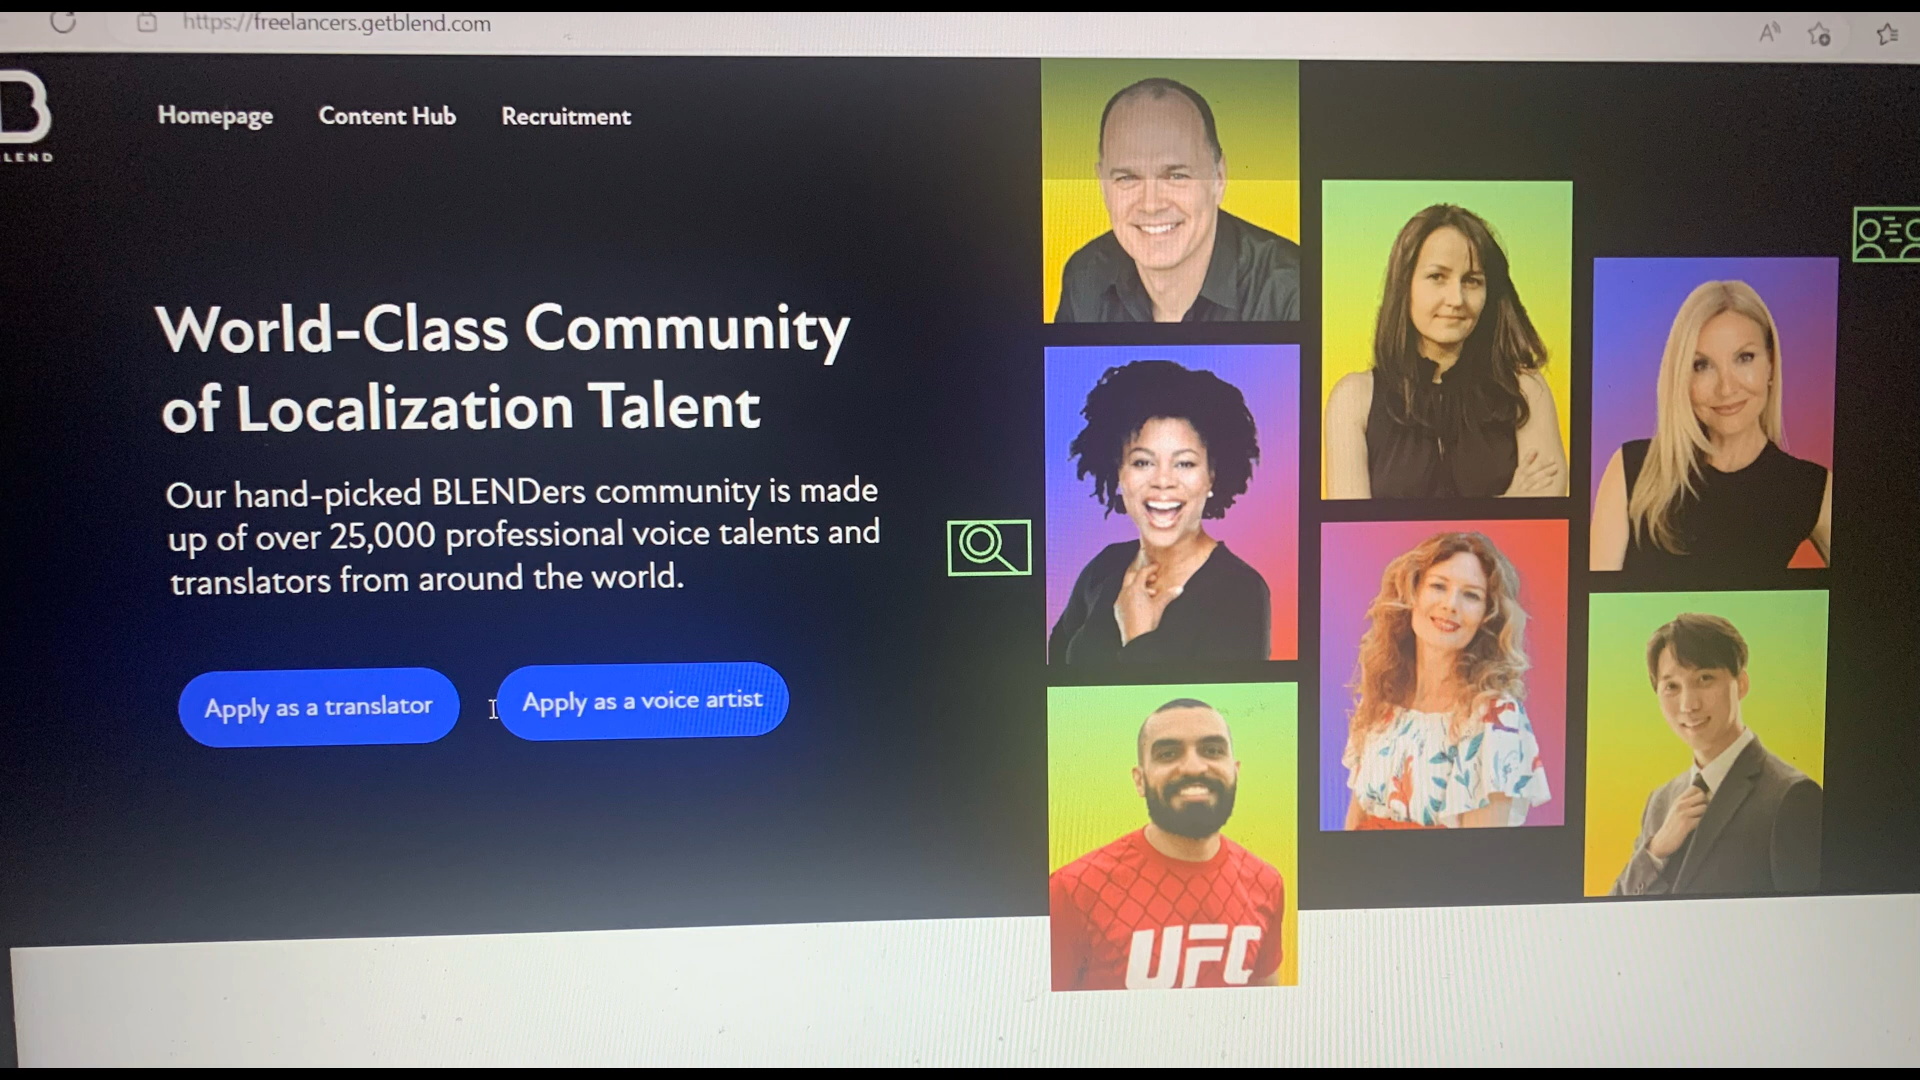 https://freelancers.getblend.com
B
LEND
Homepage Content Hub Recruitment
World-Class Community
of Localization Talent
Our hand-picked BLENDers community is made
up of over 25,000 professional voice talents and
translators from around the world.
Apply as a translator Apply as a voice artist
UFC